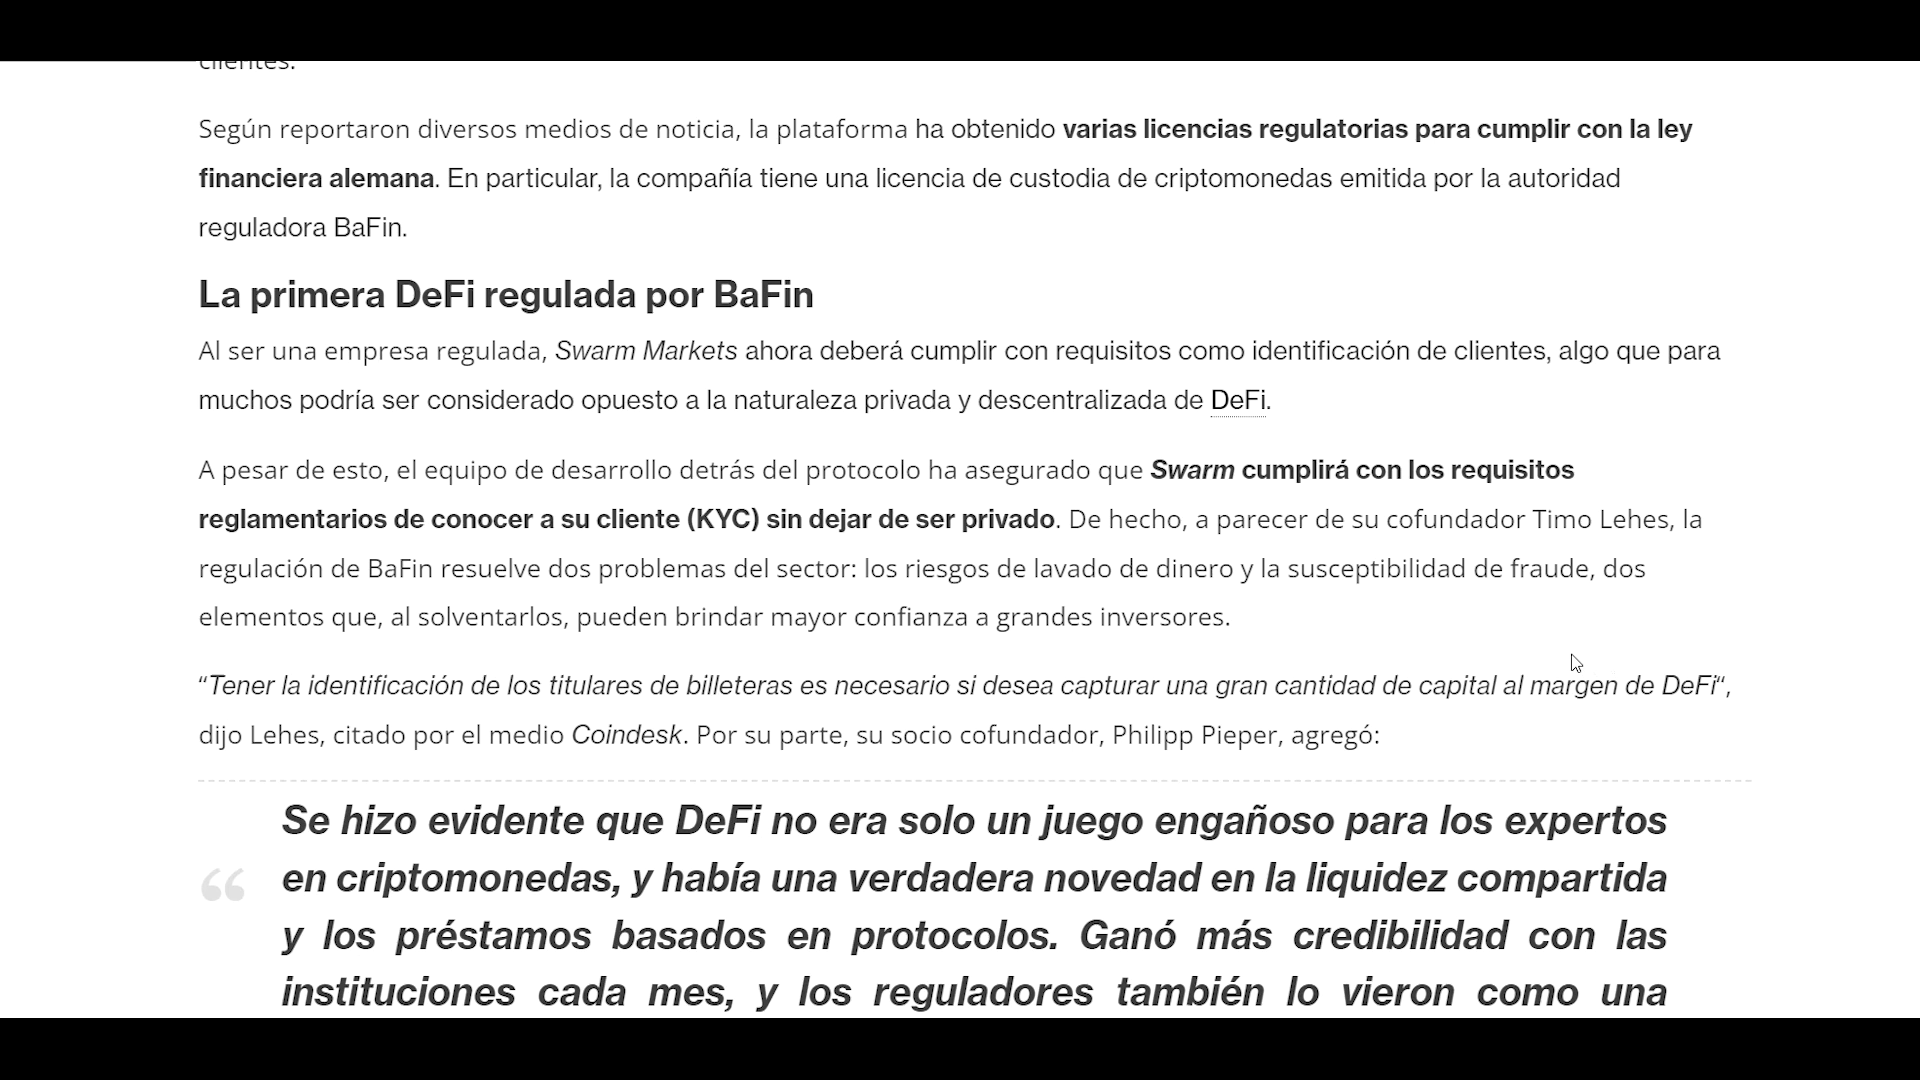 clientes.
Según reportaron diversos medios de noticia, la plataforma ha obtenido varias licencias regulatorias para cumplir con la ley
financiera alemana. En particular, la compañía tiene una licencia de custodia de criptomonedas emitida por la autoridad
reguladora BaFin.
La primera DeFi regulada por BaFin
Al ser una empresa regulada, Swarm Markets ahora deberá cumplir con requisitos como identificación de clientes, algo que para
muchos podría ser considerado opuesto a la naturaleza privada y descentralizada de DeFi.
A pesar de esto, el equipo de desarrollo detrás del protocolo ha asegurado que Swarm cumplirá con los requisitos
reglamentarios de conocer a su cliente (KYC) sin dejar de ser privado. De hecho, a parecer de su cofundador Timo Lehes, la
regulación de BaFin resuelve dos problemas del sector: los riesgos de lavado de dinero y la susceptibilidad de fraude, dos
elementos que, al solventarlos, pueden brindar mayor confianza a grandes inversores.
“Tener la identificación de los titulares de billeteras es necesario si desea capturar una gran cantidad de capital al margen de DeFi“,
dijo Lehes, citado por el medio Coindesk. Por su parte, su socio cofundador, Philipp Pieper, agregó:
“
Se hizo evidente que DeFi no era solo un juego engañoso para los expertos
en criptomonedas, y había una verdadera novedad en la liquidez compartida
y los préstamos basados en protocolos. Ganó más credibilidad con las
instituciones cada mes, y los reguladores también lo vieron como una